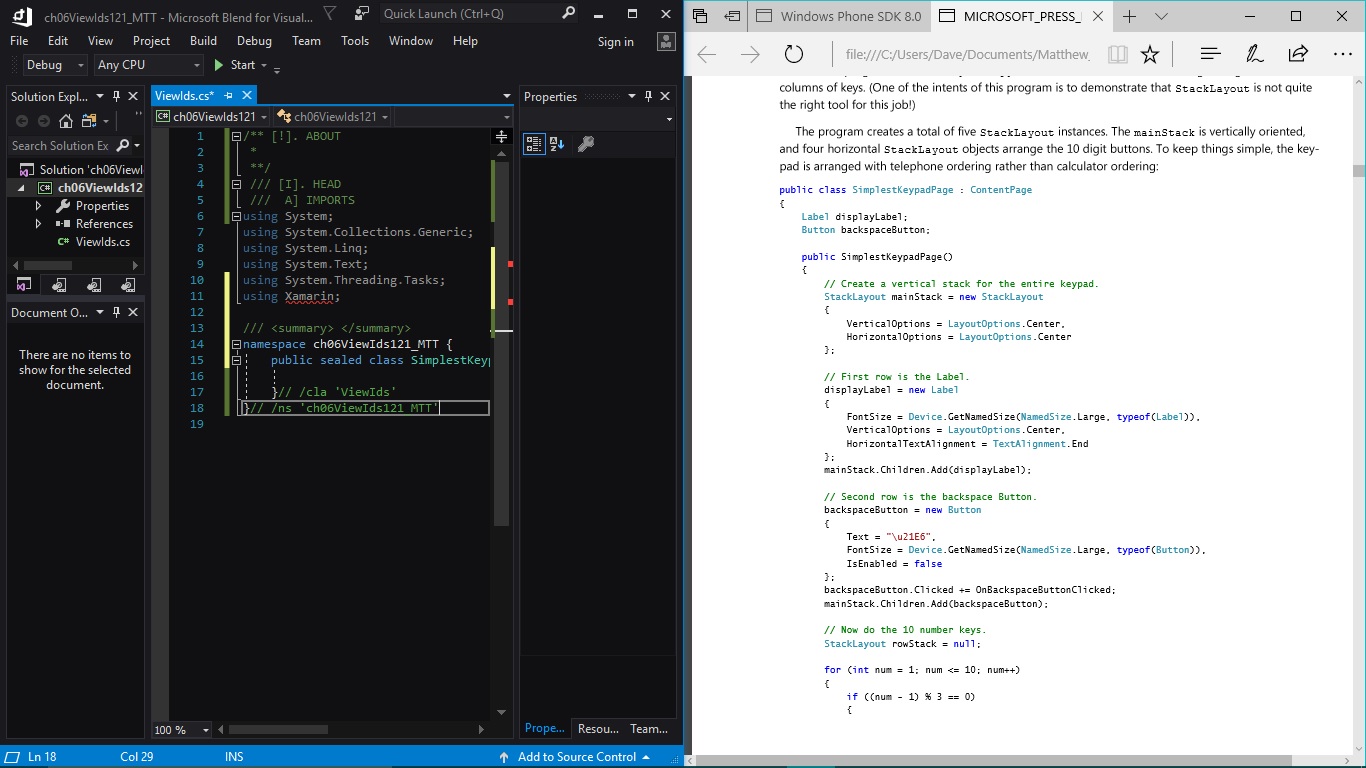 ch06ViewIds121_MTT - Microsoft Blend for Visual...
Quick Launch (Ctrl+Q)
File Edit View Project Build Debug Team Tools Window Help
Sign in
Debug Any CPU Start
Solution Expl...
Search Solution Ex
Solution 'ch06Viewl
ch06ViewIds12
Properties
References
ViewIds.cs
Document O...
There are no items to
show for the selected
document.
ViewIds.cs*
ch06ViewIds121 ch06ViewIds121
1 /** [!]. ABOUT
2 *
3 **/
4 /// [I]. HEAD
5 /// A] IMPORTS
6 using System;
7 using System.Collections.Generic;
8 using System.Linq;
9 using System.Text;
10 using System.Threading.Tasks;
11 using Xamarin;
12
13 /// <summary> </summary>
14 namespace ch06ViewIds121_MTT {
15 public sealed class SimplestKeyp
16
17 }// /cla 'ViewIds'
18 }// /ns 'ch06ViewIds121_MTT'
19
100 %
Properties
Prope... Resou... Team...
Ln 18 Col 29 INS Add to Source Control
Windows Phone SDK 8.0
MICROSOFT_PRESS_
file:///C:/Users/Dave/Documents/Matthew_
columns of keys. (One of the intents of this program is to demonstrate that StackLayout is not quite
the right tool for this job!)
The program creates a total of five StackLayout instances. The mainStack is vertically oriented,
and four horizontal StackLayout objects arrange the 10 digit buttons. To keep things simple, the key-
pad is arranged with telephone ordering rather than calculator ordering:
public class SimplestKeypadPage : ContentPage
{
Label displayLabel;
Button backspaceButton;
public SimplestKeypadPage()
{
// Create a vertical stack for the entire keypad.
StackLayout mainStack = new StackLayout
{
VerticalOptions = LayoutOptions.Center,
HorizontalOptions = LayoutOptions.Center
};
// First row is the Label.
displayLabel = new Label
{
FontSize = Device.GetNamedSize(NamedSize.Large, typeof(Label)),
VerticalOptions = LayoutOptions.Center,
HorizontalTextAlignment = TextAlignment.End
};
mainStack.Children.Add(displayLabel);
// Second row is the backspace Button.
backspaceButton = new Button
{
Text = "\u21E6",
FontSize = Device.GetNamedSize(NamedSize.Large, typeof(Button)),
IsEnabled = false
};
backspaceButton.Clicked += OnBackspaceButtonClicked;
mainStack.Children.Add(backspaceButton);
// Now do the 10 number keys.
StackLayout rowStack = null;
for (int num = 1; num <= 10; num++)
{
if ((num - 1) % 3 == 0)
{